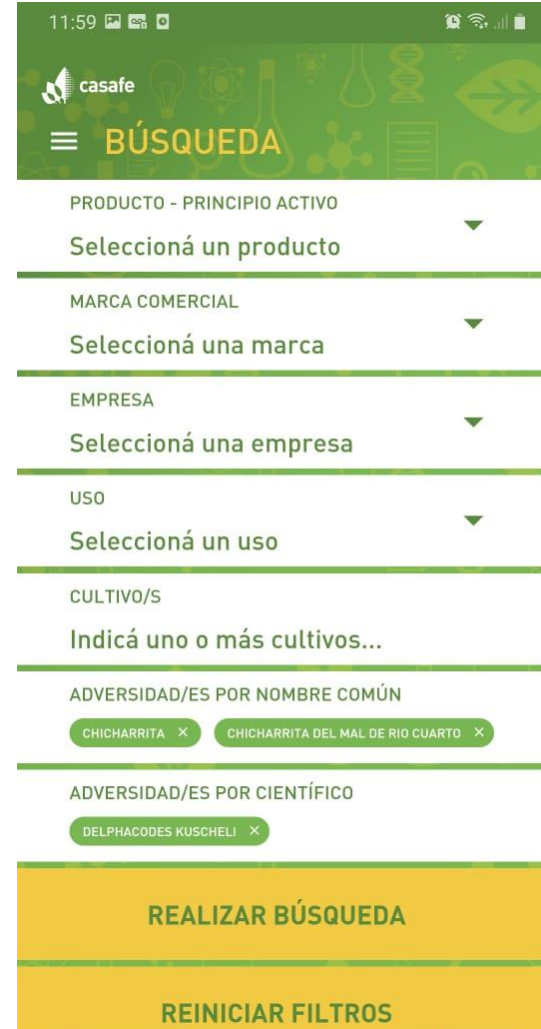 11:59
casafe
BÚSQUEDA
PRODUCTO - PRINCIPIO ACTIVO
Seleccioná un producto
MARCA COMERCIAL
Seleccioná una marca
EMPRESA
Seleccioná una empresa
USO
Seleccioná un uso
CULTIVO/S
Indicá uno o más cultivos...
ADVERSIDAD/ES POR NOMBRE COMÚN
CHICHARRITA × CHICHARRITA DEL MAL DE RIO CUARTO ×
ADVERSIDAD/ES POR CIENTÍFICO
DELPHACODES KUSCHELI ×
REALIZAR BÚSQUEDA
REINICIAR FILTROS